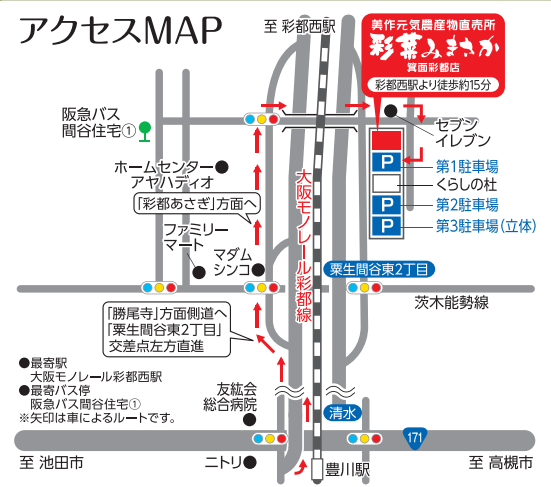 アクセスMAP
至 彩都西駅
美作元気農産物直売所
彩菜みまさか
箕面彩都店
彩都西駅より徒歩約15分
阪急バス
間谷住宅①
セブン
イレブン
ホームセンター
アヤハディオ
P
第1駐車場
くらしの杜
P
第2駐車場
P
第3駐車場(立体)
「彩都あさぎ」方面へ
大阪モノレール彩都線
ファミリー
マート
マダム
シンコ
粟生間谷東2丁目
茨木能勢線
「勝尾寺」方面側道へ
「粟生間谷東2丁目」
交差点左方直進
●最寄駅
大阪モノレール彩都西駅
●最寄バス停
阪急バス間谷住宅①
※矢印は車によるルートです。
友紘会
総合病院
清水
171
至 池田市
ニトリ
豊川駅
至 高槻市